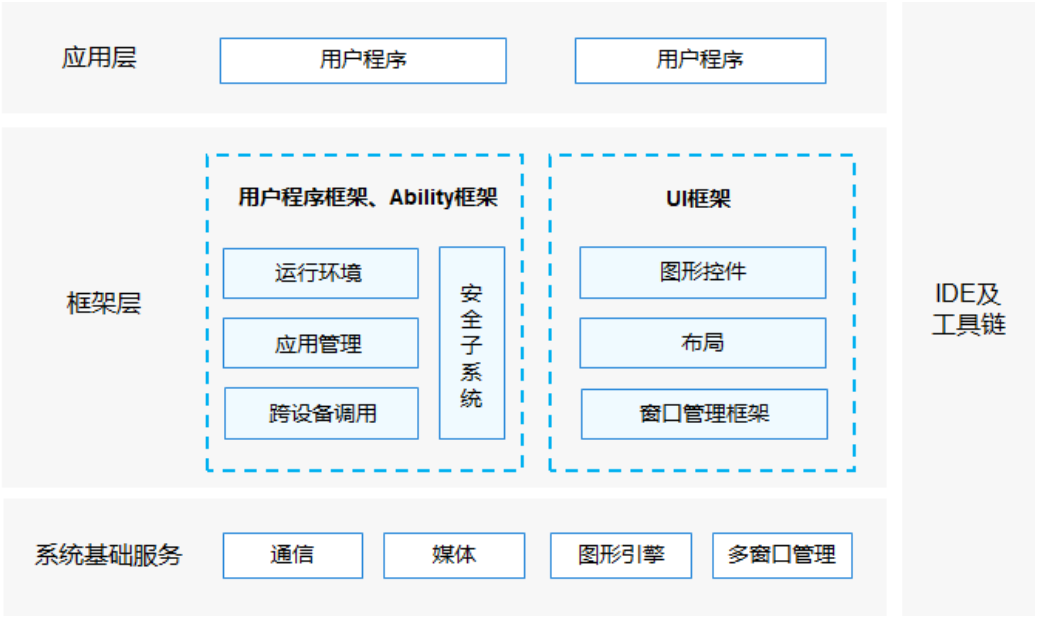 应用层
用户程序
用户程序
框架层
用户程序框架、Ability框架
运行环境
应用管理
跨设备调用
安
全
子
系
统
UI框架
图形控件
布局
窗口管理框架
系统基础服务
通信
媒体
图形引擎
多窗口管理
IDE及
工具链